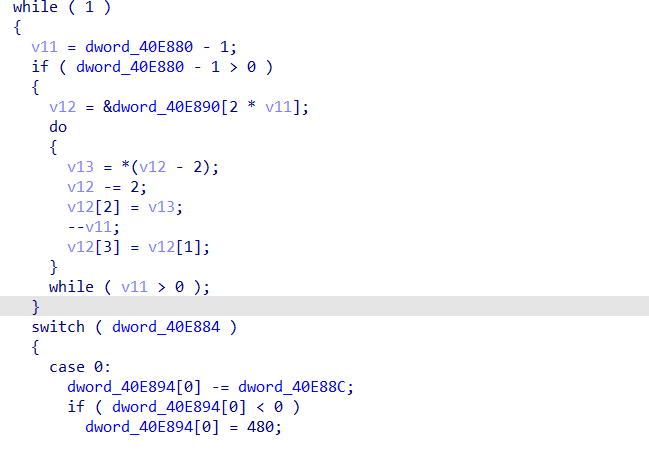 while ( 1 )
{
v11 = dword_40E880 - 1;
if ( dword_40E880 - 1 > 0 )
{
v12 = &dword_40E890[2 * v11];
do
{
v13 = *(v12 - 2);
v12 -= 2;
v12[2] = v13;
--v11;
v12[3] = v12[1];
}
while ( v11 > 0 );
}
switch ( dword_40E884 )
{
case 0:
dword_40E894[0] -= dword_40E88C;
if ( dword_40E894[0] < 0 )
dword_40E894[0] = 480;